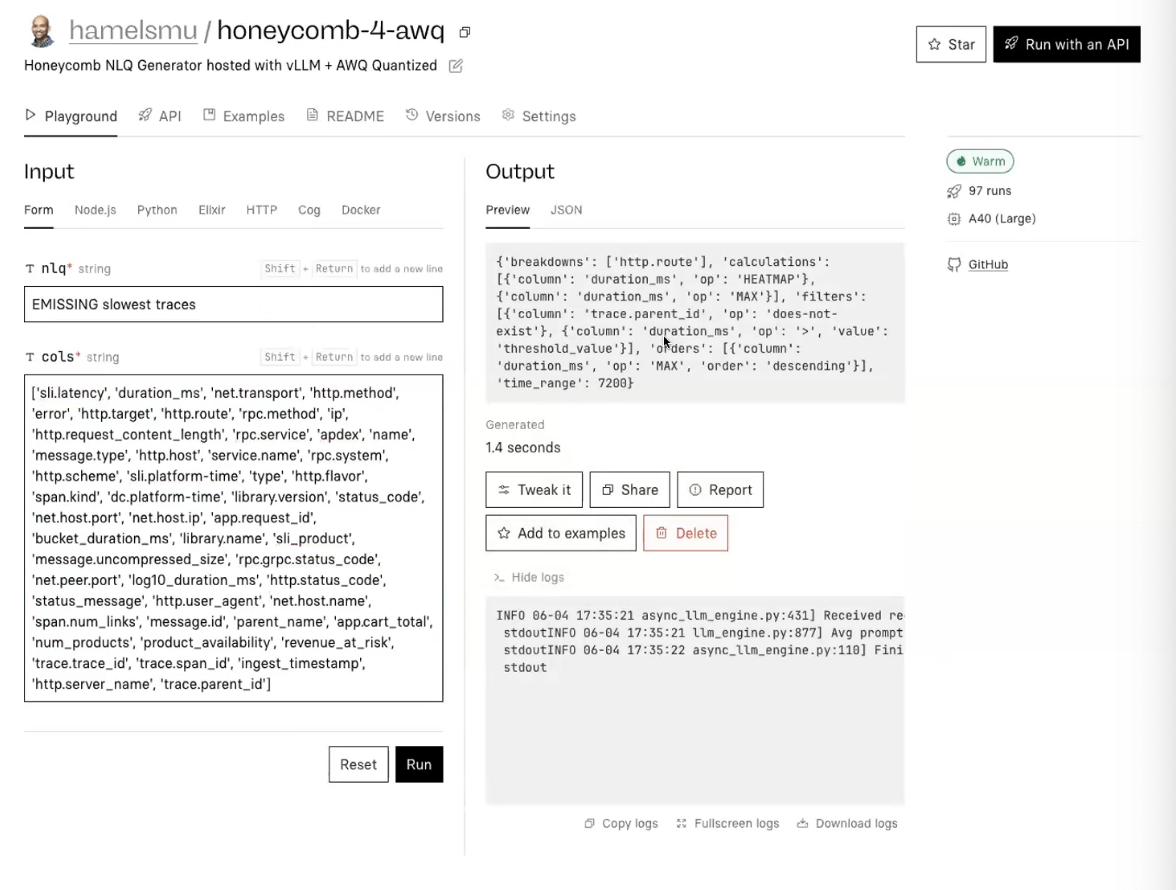 hamelsmu / honeycomb-4-awq
Star
Run with an API
Honeycomb NLQ Generator hosted with vLLM + AWQ Quantized
Playground API Examples README Versions Settings
Input
Form Node.js Python Elixir HTTP Cog Docker
T nlq* string Shift + Return to add a new line
EMISSING slowest traces
T cols* string Shift + Return to add a new line
['sli.latency', 'duration_ms', 'net.transport', 'http.method',
'error', 'http.target', 'http.route', 'rpc.method', 'ip',
'http.request_content_length', 'rpc.service', 'apdex', 'name',
'message.type', 'http.host', 'service.name', 'rpc.system',
'http.scheme', 'sli.platform-time', 'type', 'http.flavor',
'span.kind', 'dc.platform-time', 'library.version', 'status_code',
'net.host.port', 'net.host.ip', 'app.request_id',
'bucket_duration_ms', 'library.name', 'sli_product',
'message.uncompressed_size', 'rpc.grpc.status_code',
'net.peer.port', 'log10_duration_ms', 'http.status_code',
'status_message', 'http.user_agent', 'net.host.name',
'span.num_links', 'message.id', 'parent_name', 'app.cart_total',
'num_products', 'product_availability', 'revenue_at_risk',
'trace.trace_id', 'trace.span_id', 'ingest_timestamp',
'http.server_name', 'trace.parent_id']
Reset
Run
Output
Preview JSON
{'breakdowns': ['http.route'], 'calculations':
[{'column': 'duration_ms', 'op': 'HEATMAP'},
{'column': 'duration_ms', 'op': 'MAX'}], 'filters':
[{'column': 'trace.parent_id', 'op': 'does-not-
exist'}, {'column': 'duration_ms', 'op': '>', 'value':
'threshold_value'}], 'orders': [{'column':
'duration_ms', 'op': 'MAX', 'order': 'descending'}],
'time_range': 7200}
Generated
1.4 seconds
Tweak it
Share
Report
Add to examples
Delete
Hide logs
INFO 06-04 17:35:21 async_llm_engine.py:431] Received re
stdoutINFO 06-04 17:35:21 llm_engine.py:877] Avg prompt
stdoutINFO 06-04 17:35:22 async_llm_engine.py:110] Fini
stdout
Copy logs Fullscreen logs Download logs
Warm
97 runs
A40 (Large)
GitHub